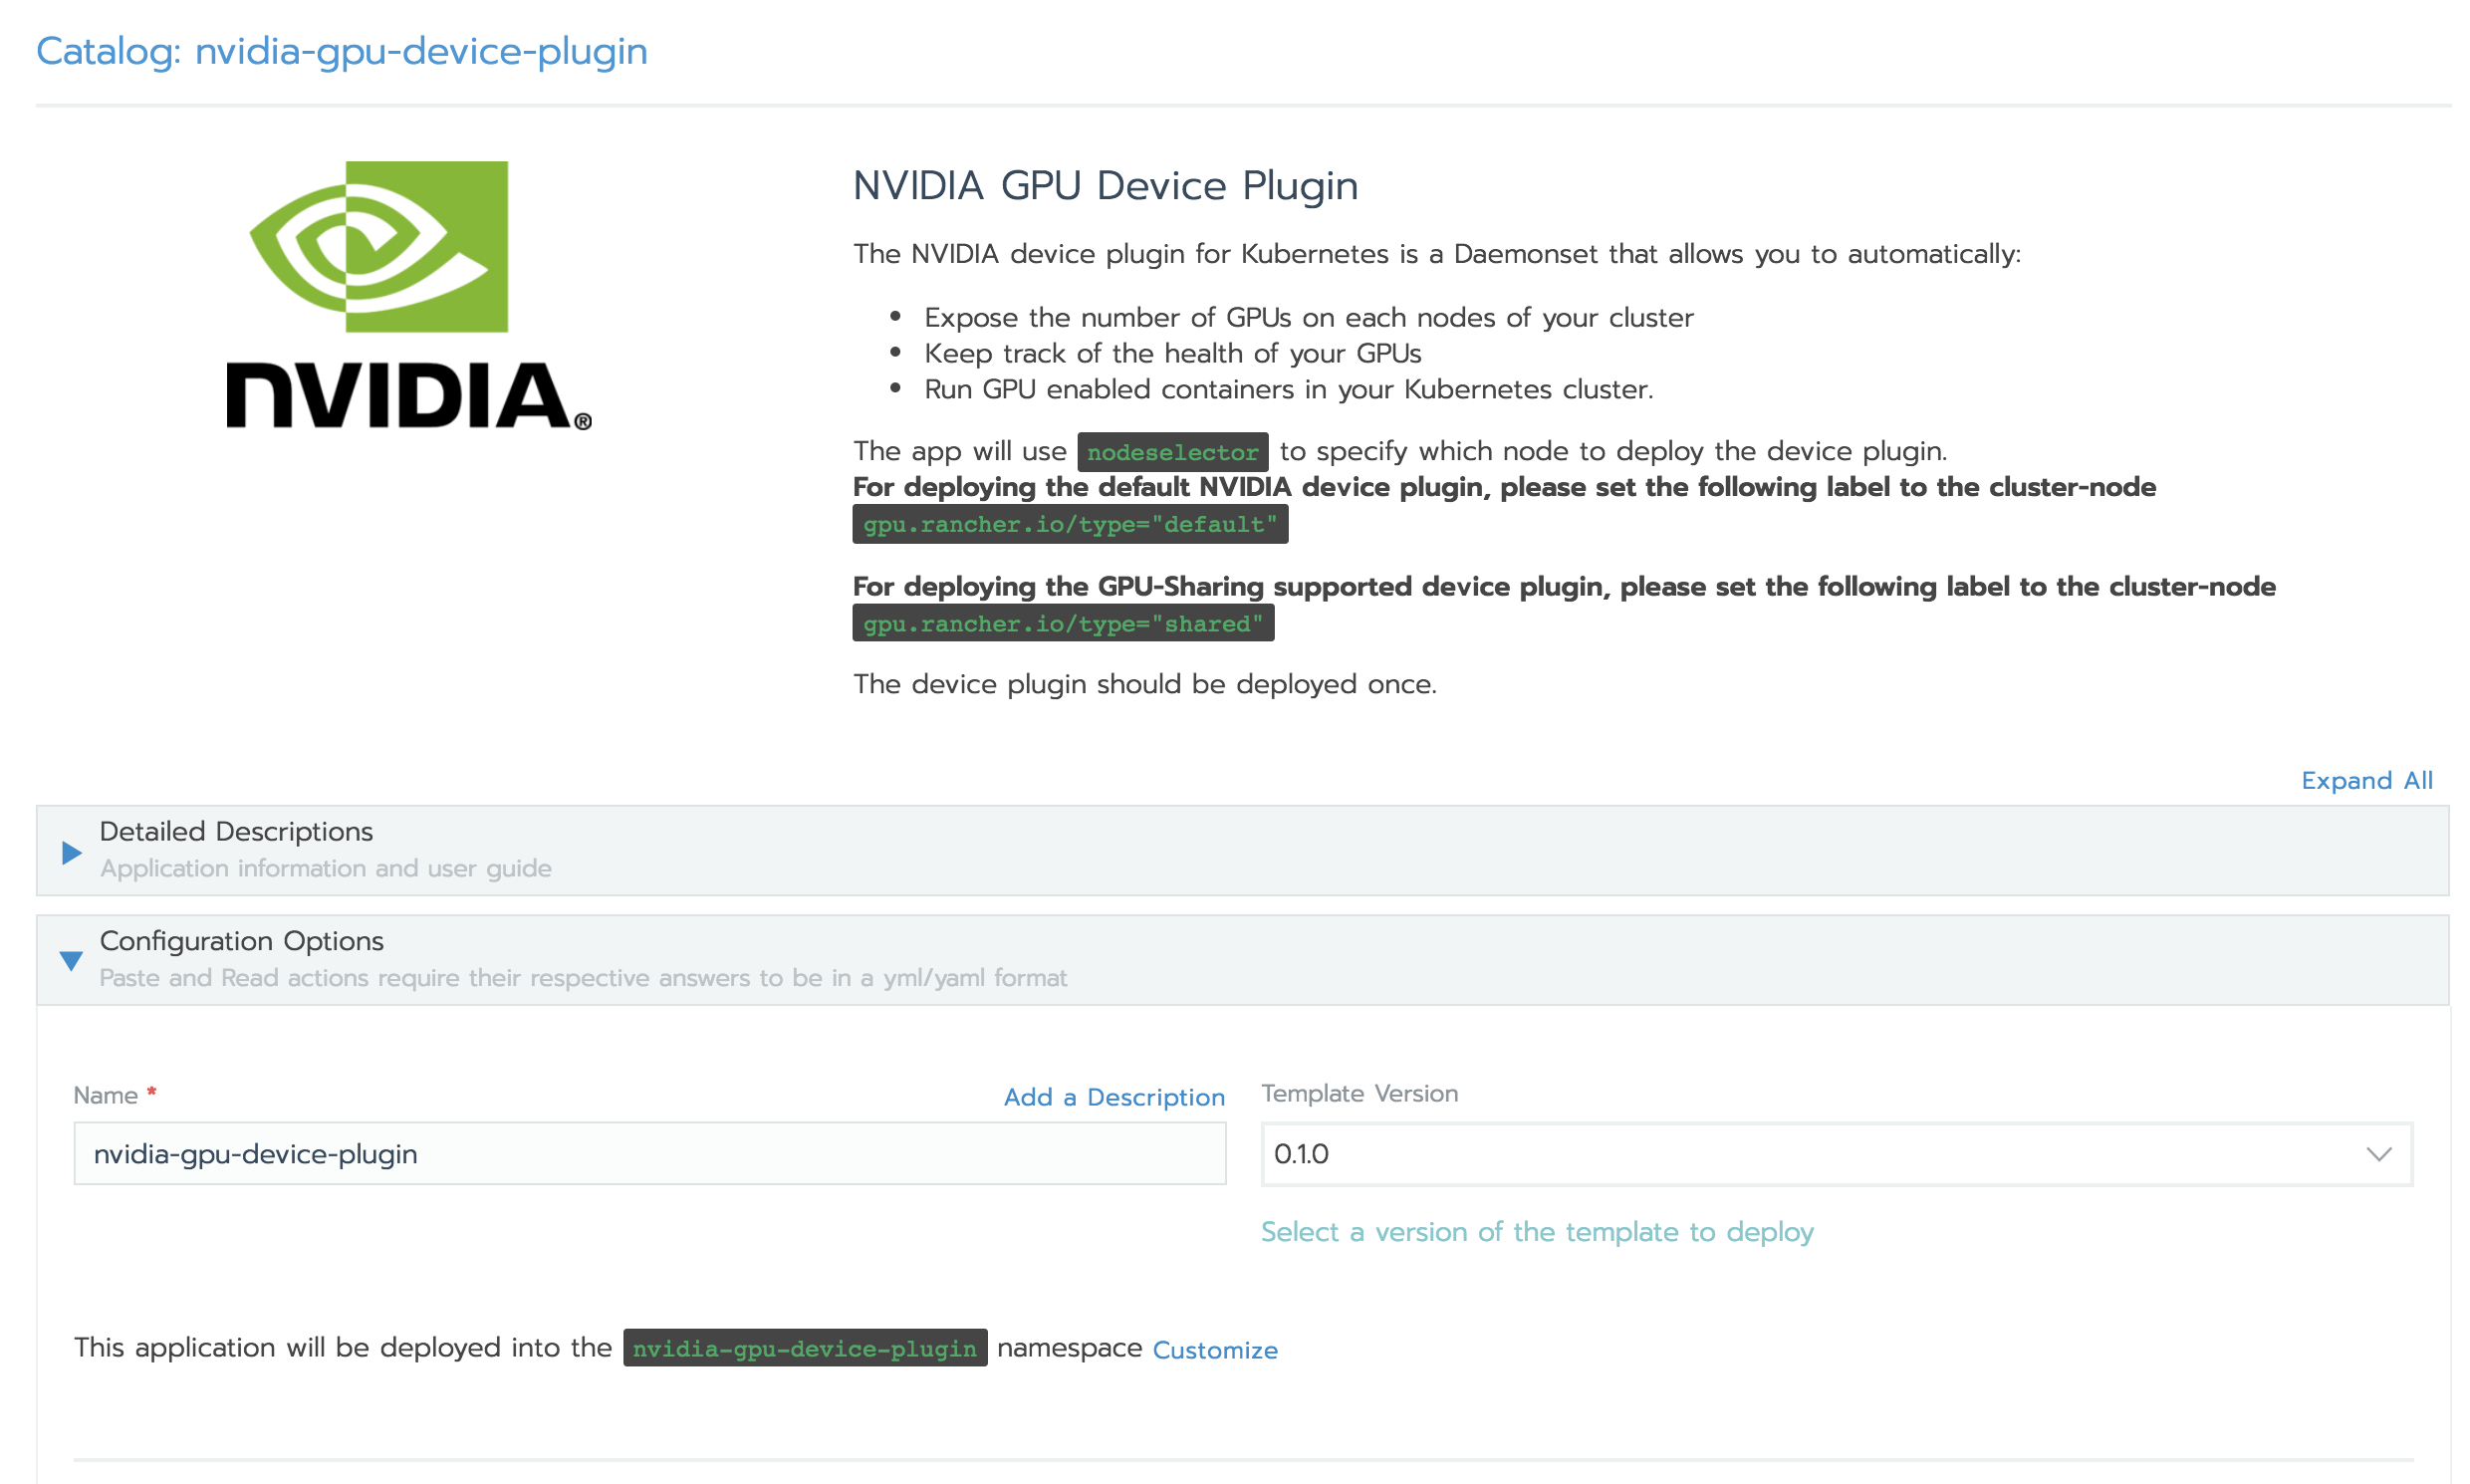 Catalog: nvidia-gpu-device-plugin
NVIDIA®
NVIDIA GPU Device Plugin
The NVIDIA device plugin for Kubernetes is a Daemonset that allows you to automatically:
Expose the number of GPUs on each nodes of your cluster
Keep track of the health of your GPUs
Run GPU enabled containers in your Kubernetes cluster.
The app will use nodeselector to specify which node to deploy the device plugin.
For deploying the default NVIDIA device plugin, please set the following label to the cluster-node
gpu.rancher.io/type="default"
For deploying the GPU-Sharing supported device plugin, please set the following label to the cluster-node
gpu.rancher.io/type="shared"
The device plugin should be deployed once.
Expand All
Detailed Descriptions
Application information and user guide
Configuration Options
Paste and Read actions require their respective answers to be in a yml/yaml format
Name *
Add a Description
Template Version
nvidia-gpu-device-plugin
0.1.0
Select a version of the template to deploy
This application will be deployed into the nvidia-gpu-device-plugin namespace Customize